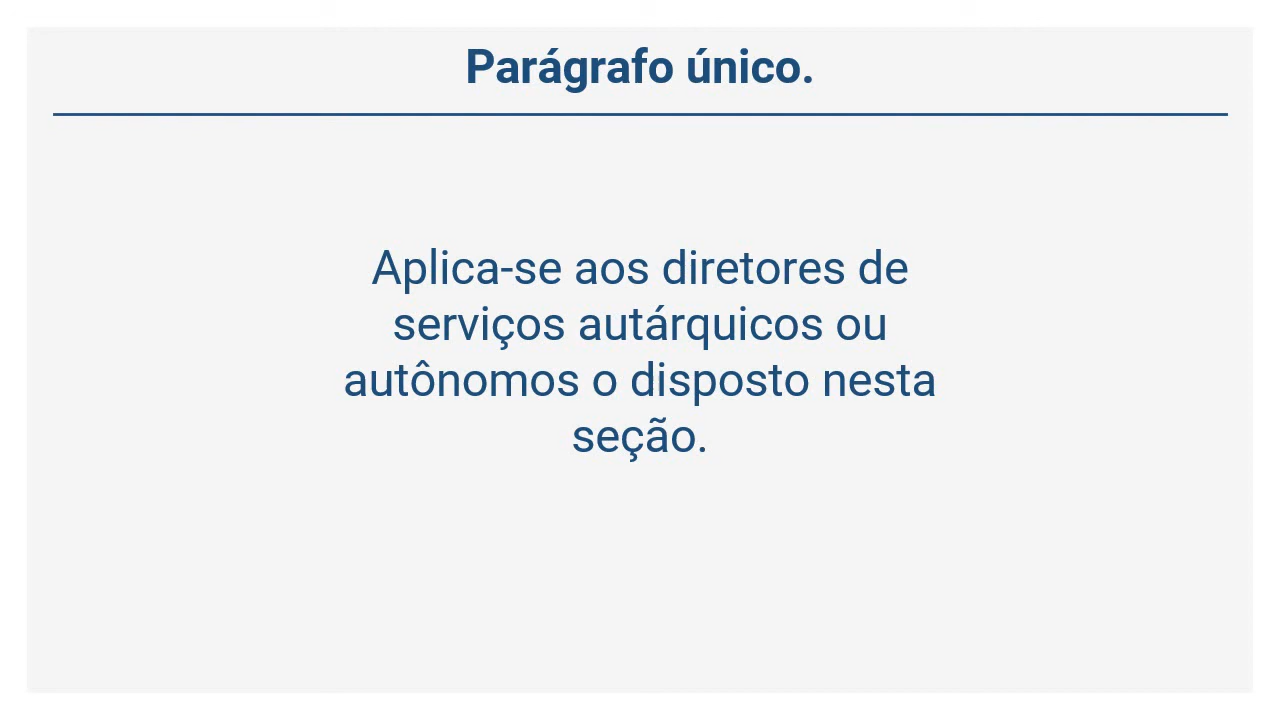 Parágrafo único.
Aplica-se aos diretores de
serviços autárquicos ou
autônomos o disposto nesta
seção.